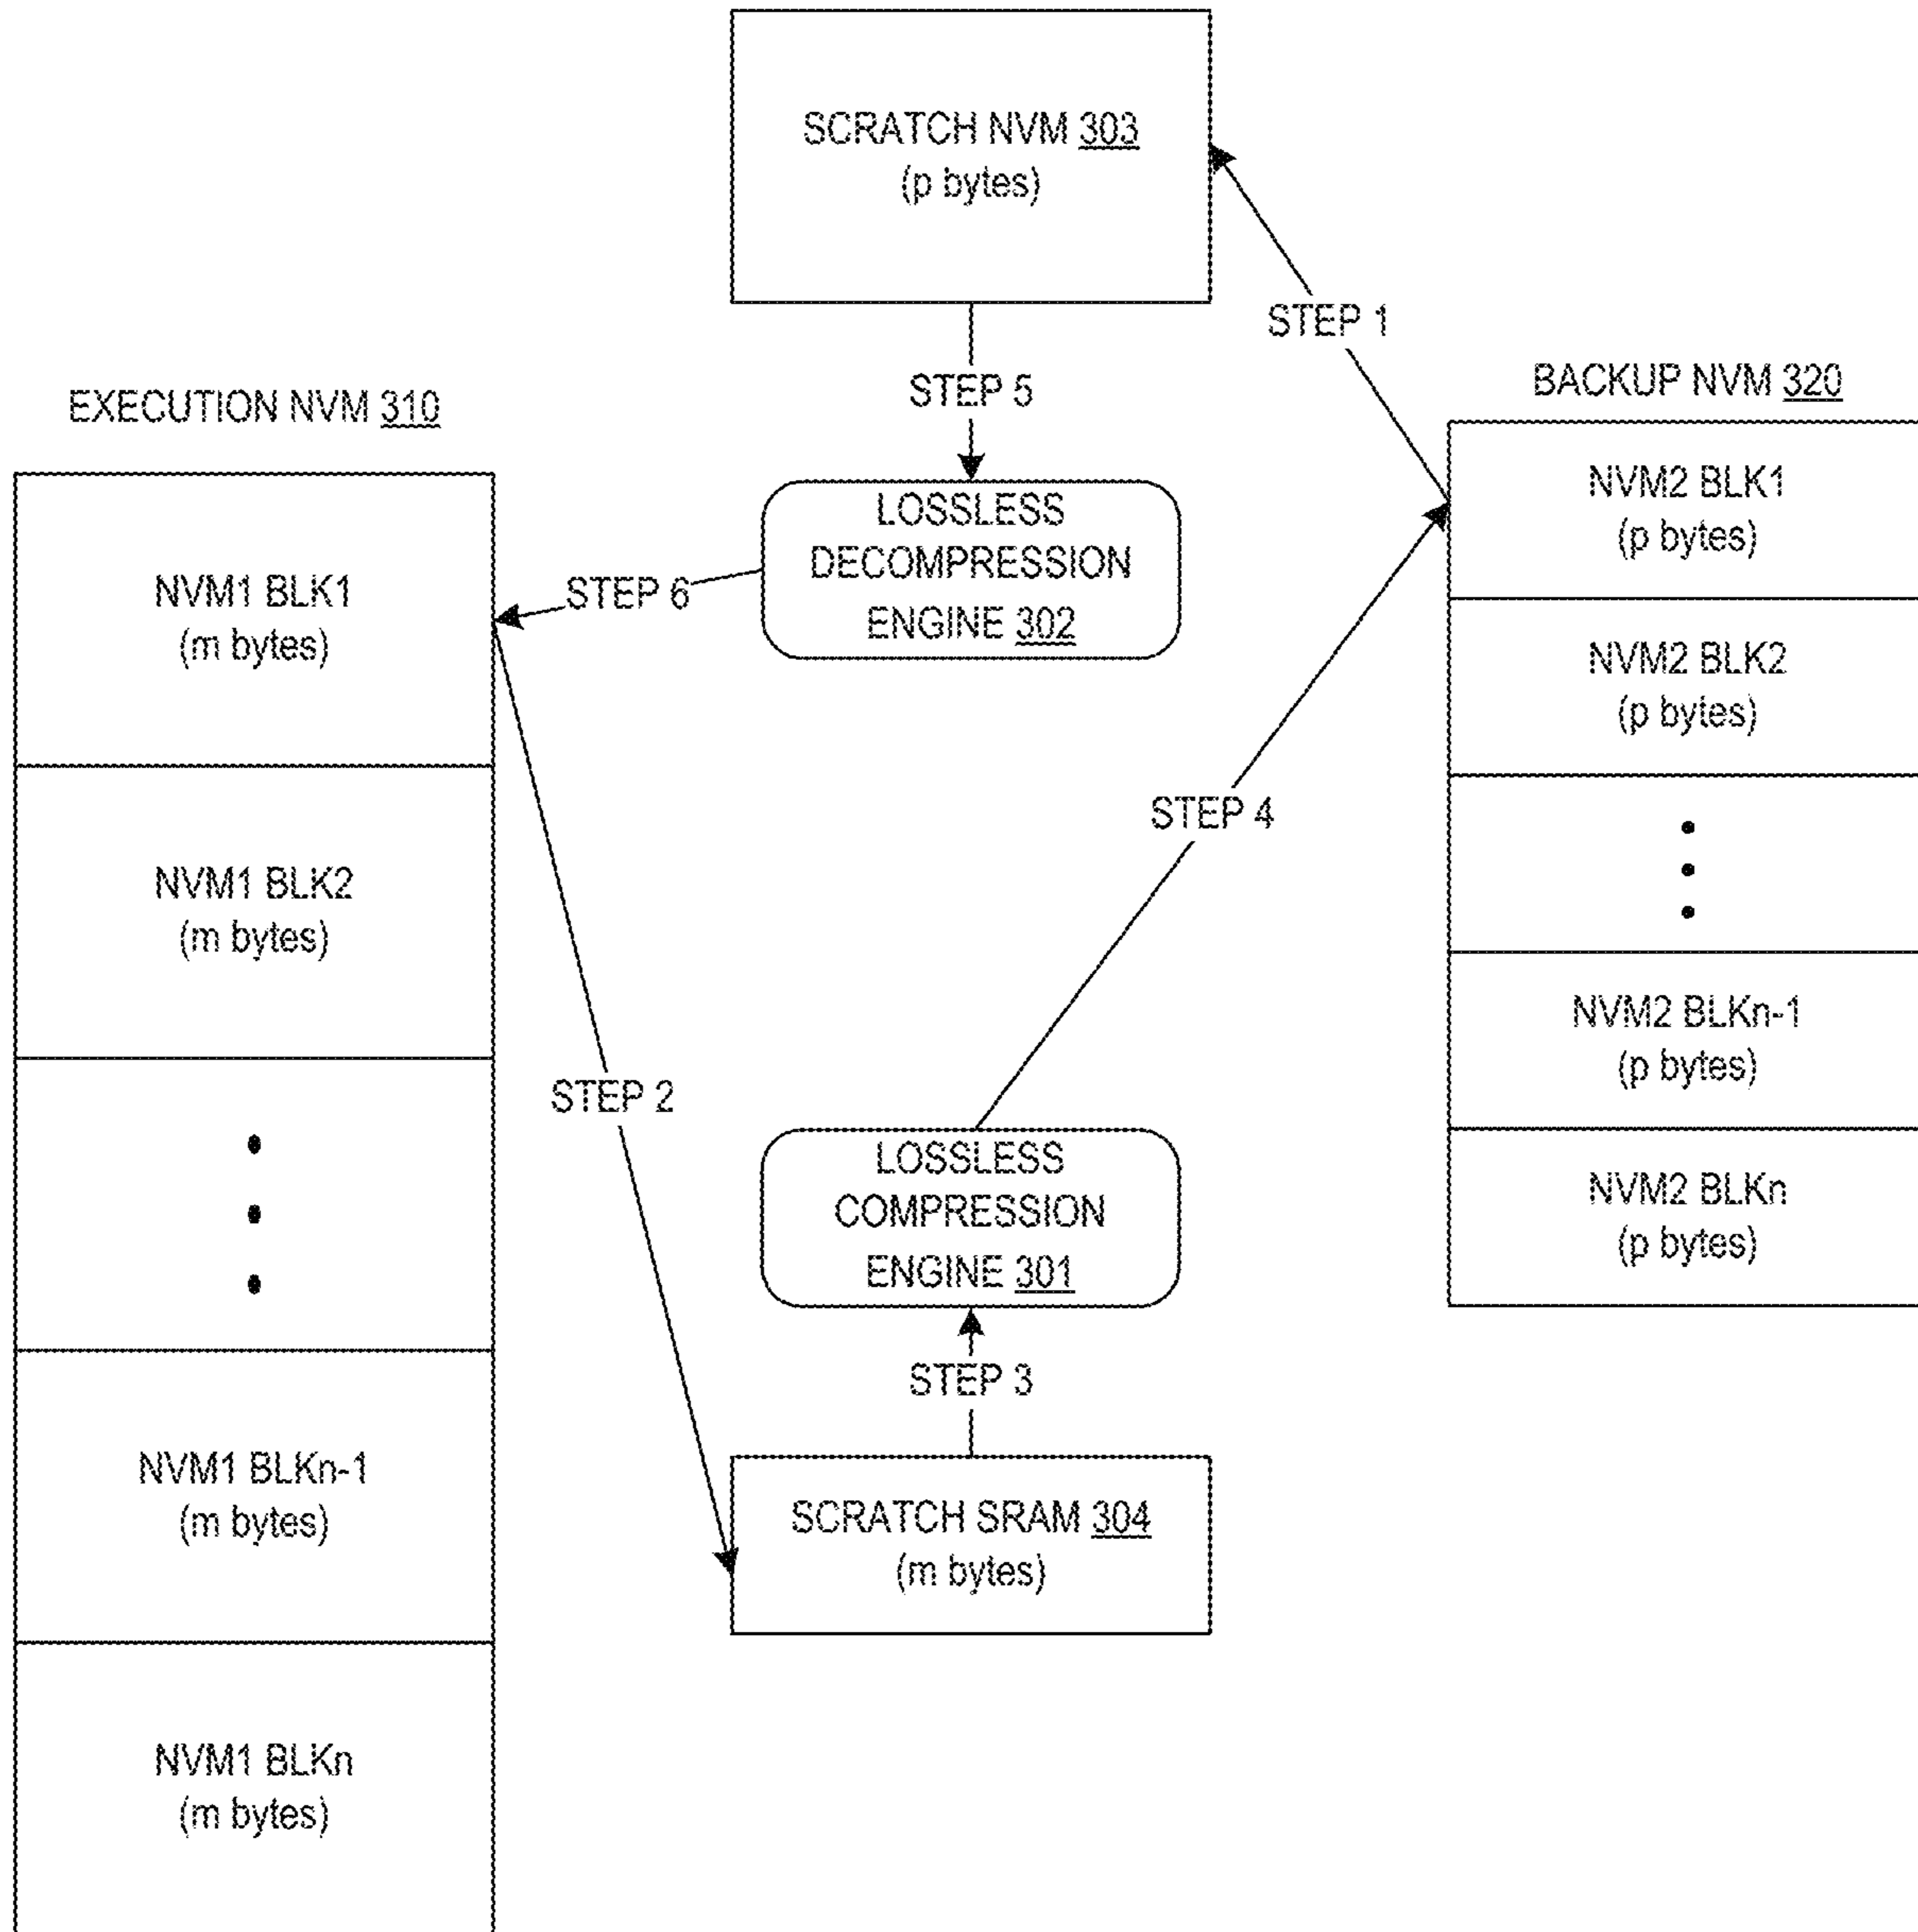 SCRATCH NVM 303
(p bytes)
STEP 1
STEP 5
EXECUTION NVM 310
BACKUP NVM 320
NVM1 BLK1
(m bytes)
NVM1 BLK2
(m bytes)
NVM1 BLKn-1
(m bytes)
NVM1 BLKn
(m bytes)
STEP 6
LOSSLESS
DECOMPRESSION
ENGINE 302
STEP 2
STEP 4
LOSSLESS
COMPRESSION
ENGINE 301
STEP 3
SCRATCH SRAM 304
(m bytes)
NVM2 BLK1
(p bytes)
NVM2 BLK2
(p bytes)
NVM2 BLKn-1
(p bytes)
NVM2 BLKn
(p bytes)